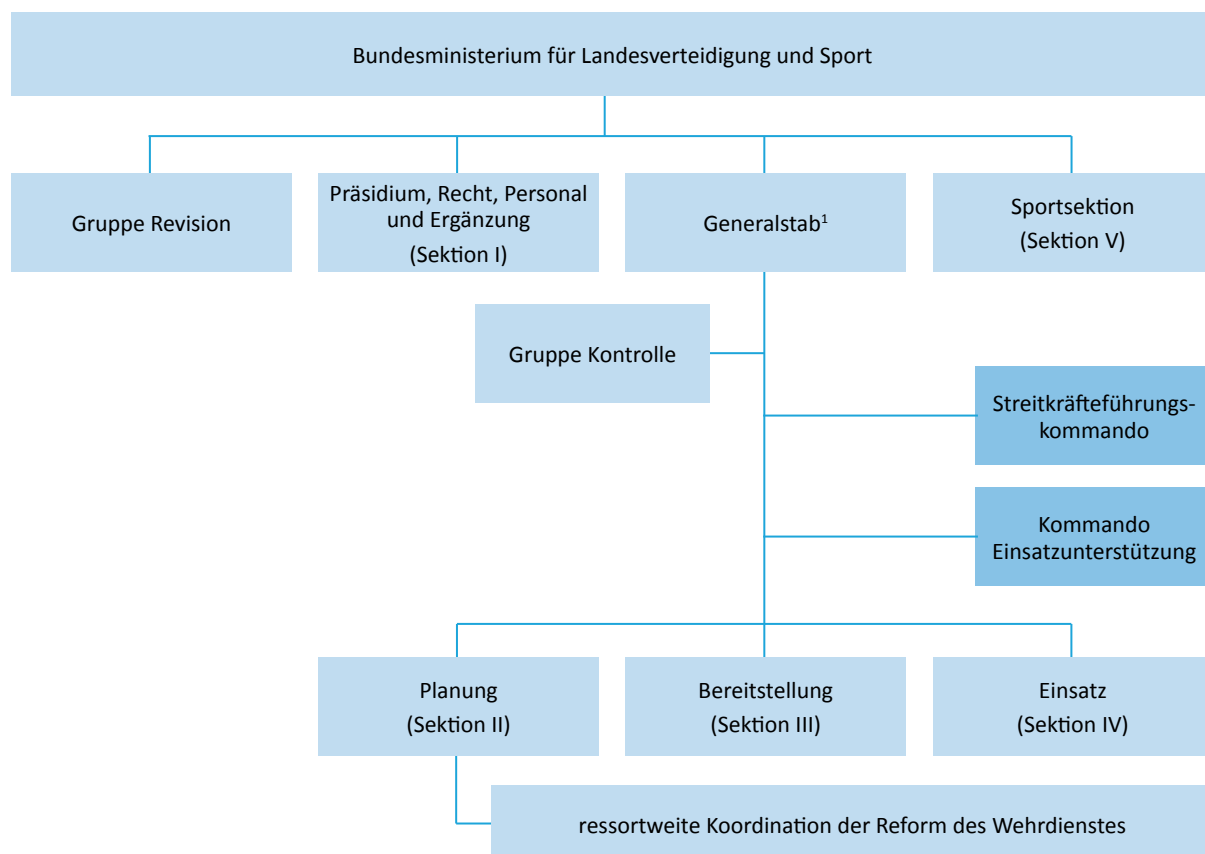 Bundesministerium für Landesverteidigung und Sport
Gruppe Revision
Präsidium, Recht, Personal
und Ergänzung
(Sektion I)
Generalstab¹
Sportsektion
(Sektion V)
Gruppe Kontrolle
Streitkräfteführungs-
kommando
Kommando
Einsatzunterstützung
Planung
(Sektion II)
Bereitstellung
(Sektion III)
Einsatz
(Sektion IV)
ressortweite Koordination der Reform des Wehrdienstes